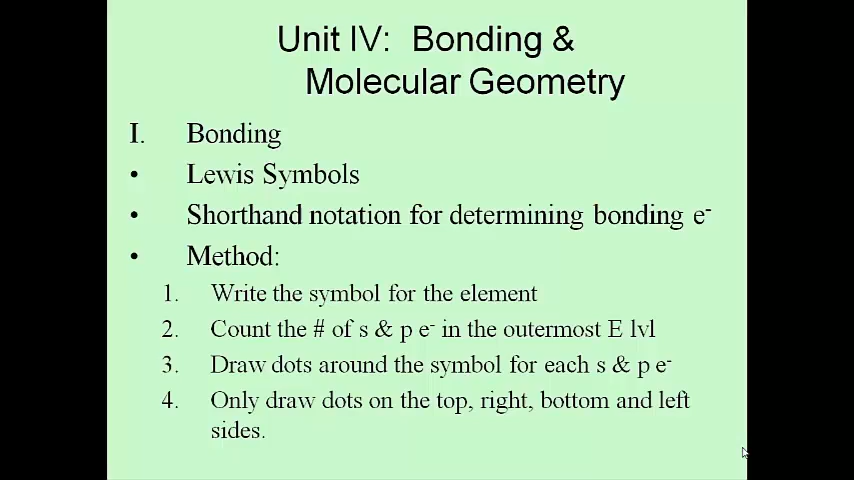 Unit IV: Bonding &
Molecular Geometry
I. Bonding
• Lewis Symbols
• Shorthand notation for determining bonding e⁻
• Method:
1. Write the symbol for the element
2. Count the # of s & p e⁻ in the outermost E lvl
3. Draw dots around the symbol for each s & p e⁻
4. Only draw dots on the top, right, bottom and left
sides.